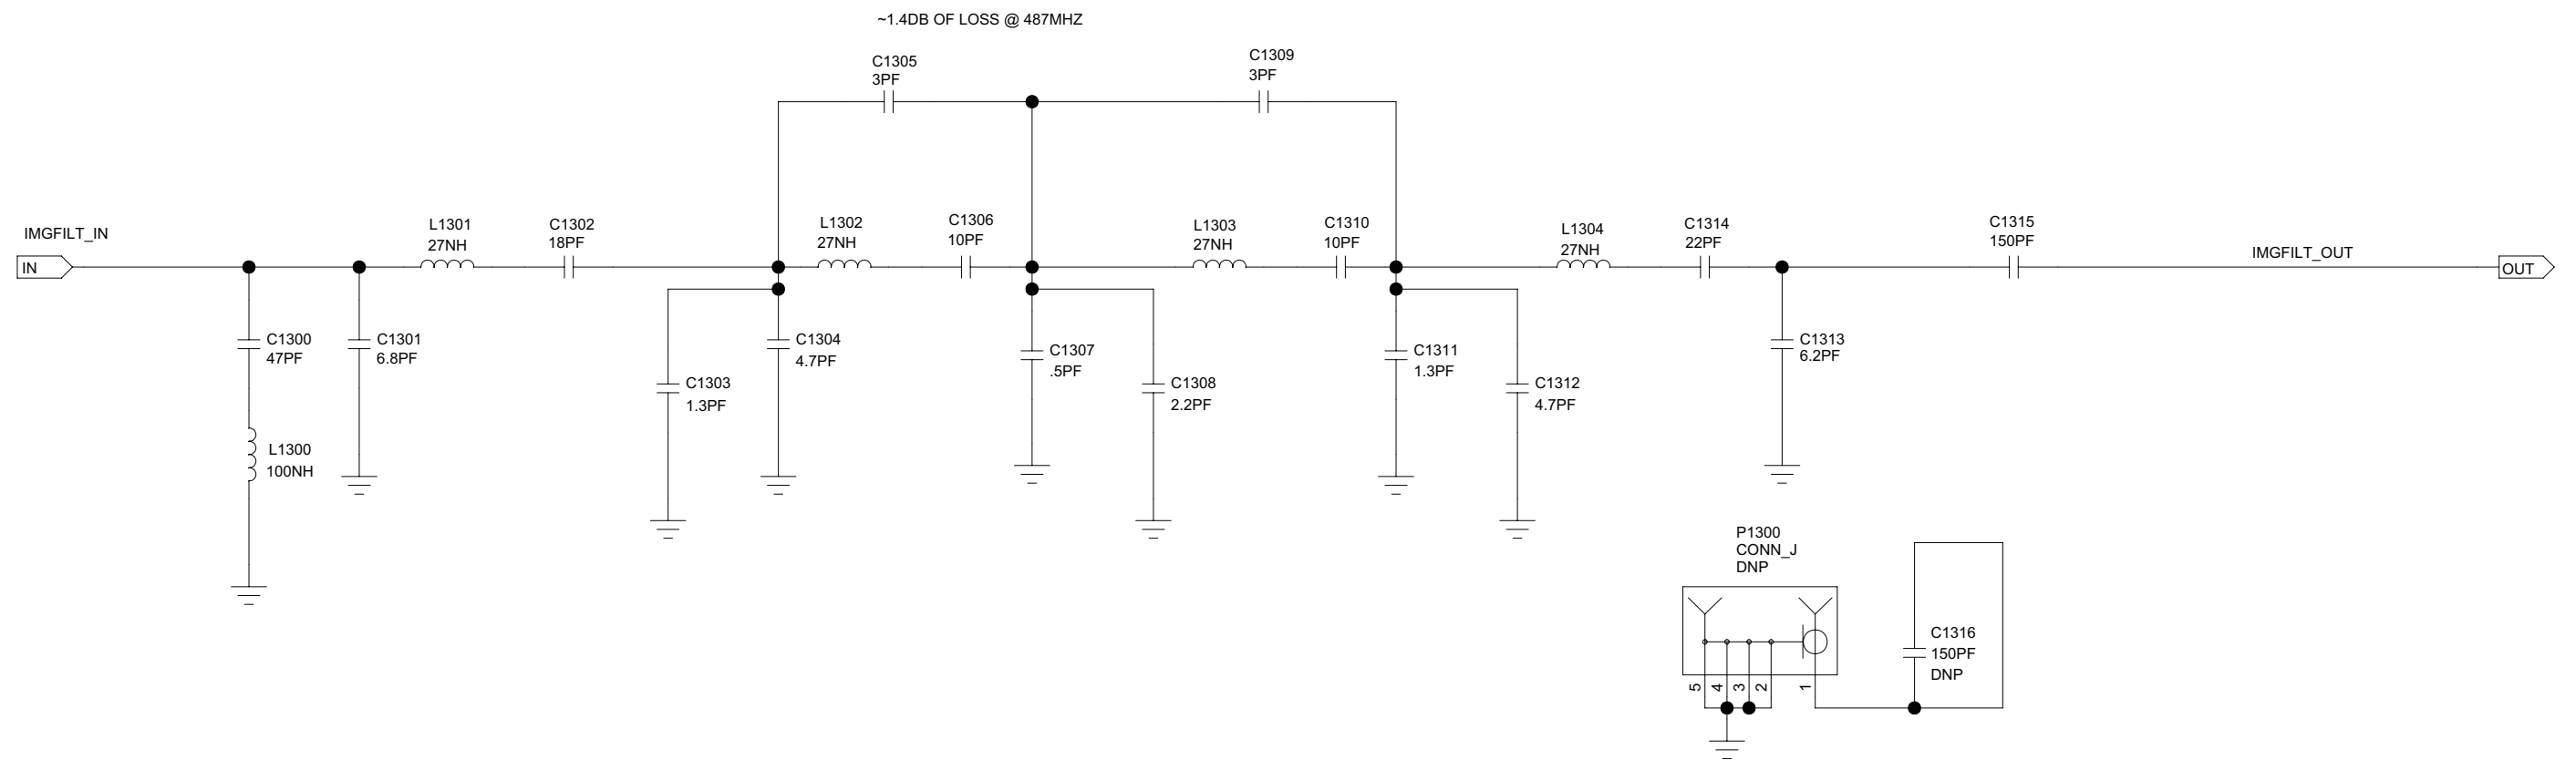 ~1.4DB OF LOSS @ 487MHZ
C1305
3PF
C1309
3PF
IMGFILT_IN
IN
L1301
27NH
C1302
18PF
L1302
27NH
C1306
10PF
L1303
27NH
C1310
10PF
L1304
27NH
C1314
22PF
C1315
150PF
IMGFILT_OUT
OUT
C1300
47PF
C1301
6.8PF
C1303
1.3PF
C1304
4.7PF
C1307
.5PF
C1308
2.2PF
C1311
1.3PF
C1312
4.7PF
C1313
6.2PF
L1300
100NH
P1300
CONN_J
DNP
5
4
3
2
1
C1316
150PF
DNP